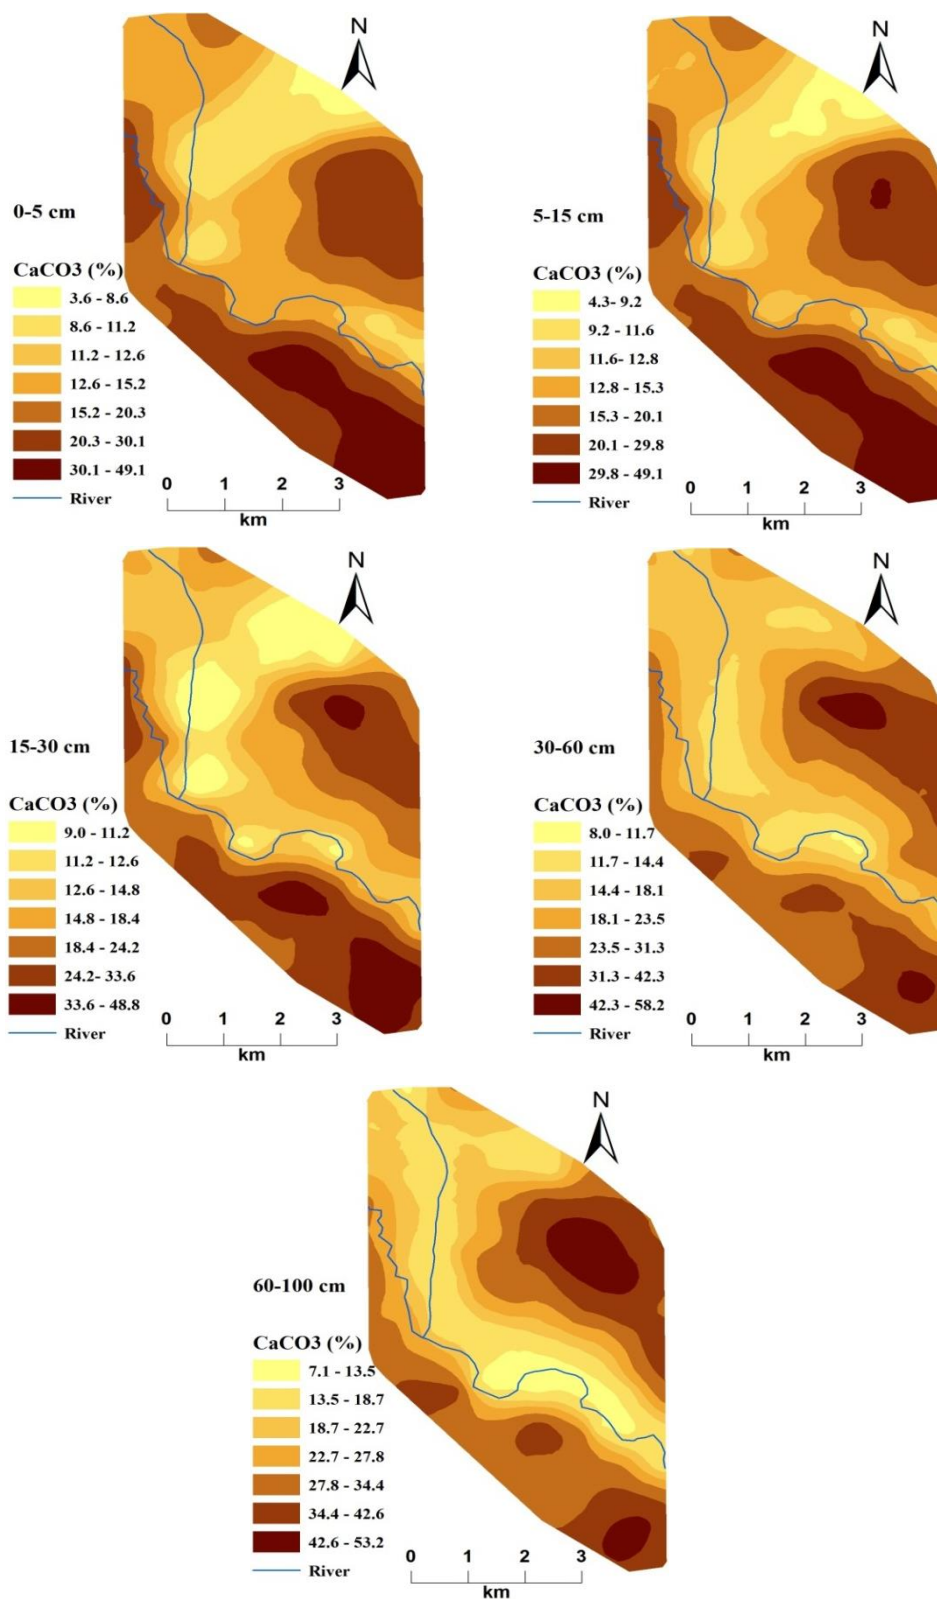 N
0-5 cm
CaCO3 (%)
3.6 - 8.6
8.6 - 11.2
11.2 - 12.6
12.6 - 15.2
15.2 - 20.3
20.3 - 30.1
30.1 - 49.1
River
0 1 2 3
km
N
5-15 cm
CaCO3 (%)
4.3- 9.2
9.2 - 11.6
11.6- 12.8
12.8 - 15.3
15.3 - 20.1
20.1 - 29.8
29.8 - 49.1
River
0 1 2 3
km
N
15-30 cm
CaCO3 (%)
9.0 - 11.2
11.2 - 12.6
12.6 - 14.8
14.8 - 18.4
18.4 - 24.2
24.2- 33.6
33.6 - 48.8
River
0 1 2 3
km
N
30-60 cm
CaCO3 (%)
8.0 - 11.7
11.7 - 14.4
14.4 - 18.1
18.1 - 23.5
23.5 - 31.3
31.3 - 42.3
42.3 - 58.2
River
0 1 2 3
km
N
60-100 cm
CaCO3 (%)
7.1 - 13.5
13.5 - 18.7
18.7 - 22.7
22.7 - 27.8
27.8 - 34.4
34.4 - 42.6
42.6 - 53.2
River
0 1 2 3
km